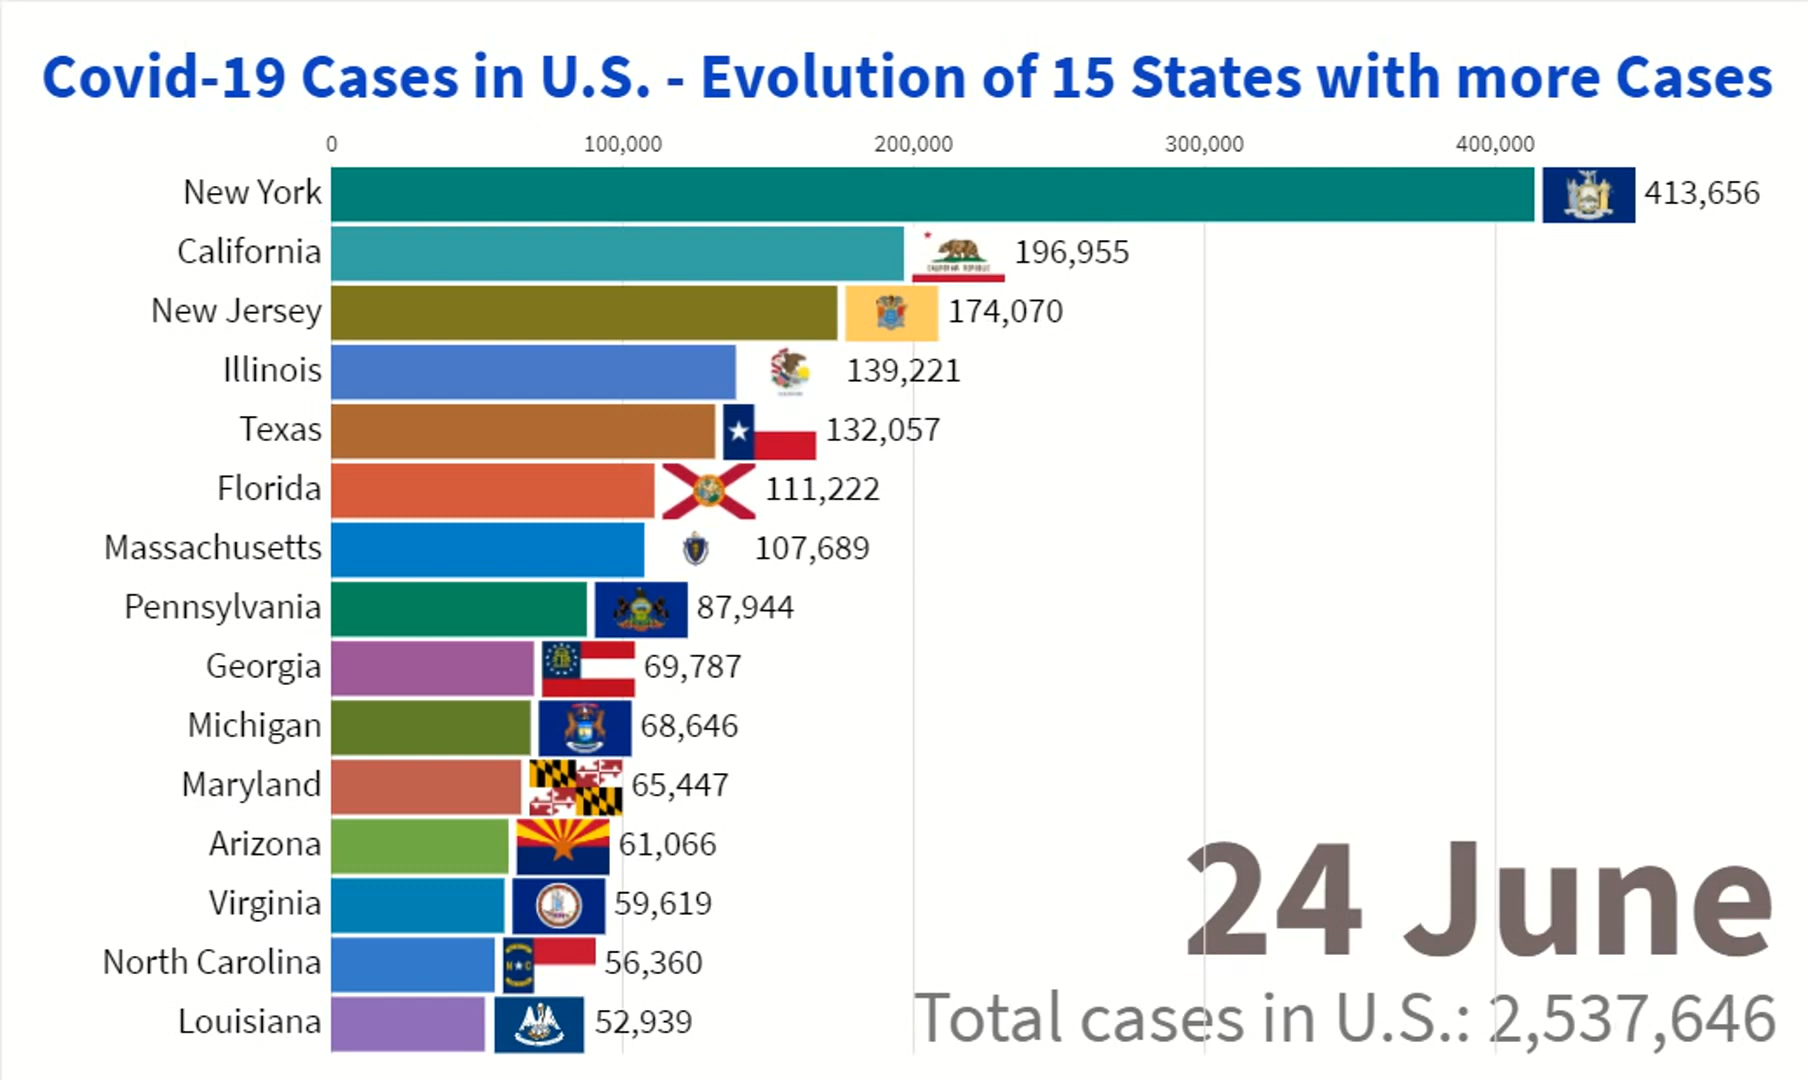 Covid-19 Cases in U.S. - Evolution of 15 States with more Cases
0 100,000 200,000 300,000 400,000
New York 413,656
California CALIFORNIA REPUBLIC 196,955
New Jersey 174,070
Illinois 139,221
Texas 132,057
Florida 111,222
Massachusetts 107,689
Pennsylvania 87,944
Georgia 69,787
Michigan 68,646
Maryland 65,447
Arizona 61,066
Virginia 59,619
North Carolina N C 56,360
Louisiana 52,939
24 June
Total cases in U.S.: 2,537,646